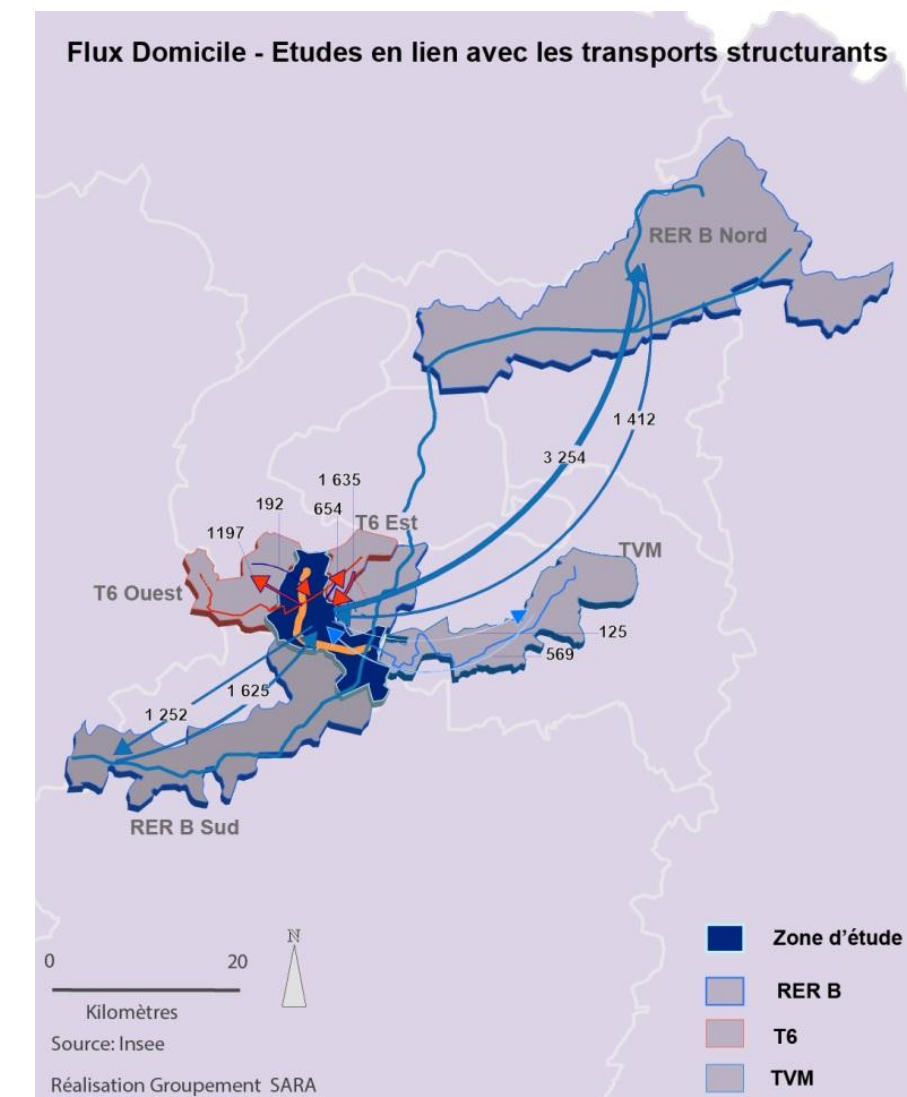 Flux Domicile - Etudes en lien avec les transports structurants
RER B Nord
1 412
3 254
1 635
192
654
1197
T6 Est
TVM
T6 Ouest
125
569
1 625
1 252
RER B Sud
N
0 20
Kilomètres
Source: Insee
Réalisation Groupement SARA
Zone d'étude
RER B
T6
TVM